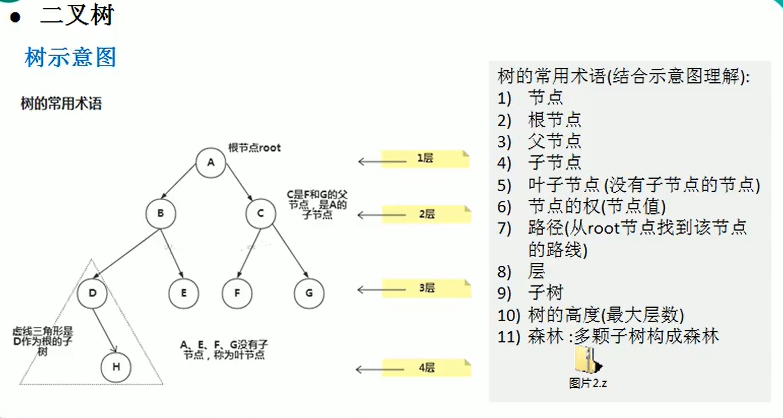 ● 二叉树
树示意图
树的常用术语
根节点root
A
1层
C是F和G的父
节点，是A的
子节点
B
C
2层
D
E
F
G
3层
虚线三角形是
D作为根的子
树
A、E、F、G没有子
节点，称为叶节点
H
4层
树的常用术语(结合示意图理解):
1) 节点
2) 根节点
3) 父节点
4) 子节点
5) 叶子节点 (没有子节点的节点)
6) 节点的权(节点值)
7) 路径(从root节点找到该节点
的路线)
8) 层
9) 子树
10) 树的高度(最大层数)
11) 森林 :多颗子树构成森林
图片2.z